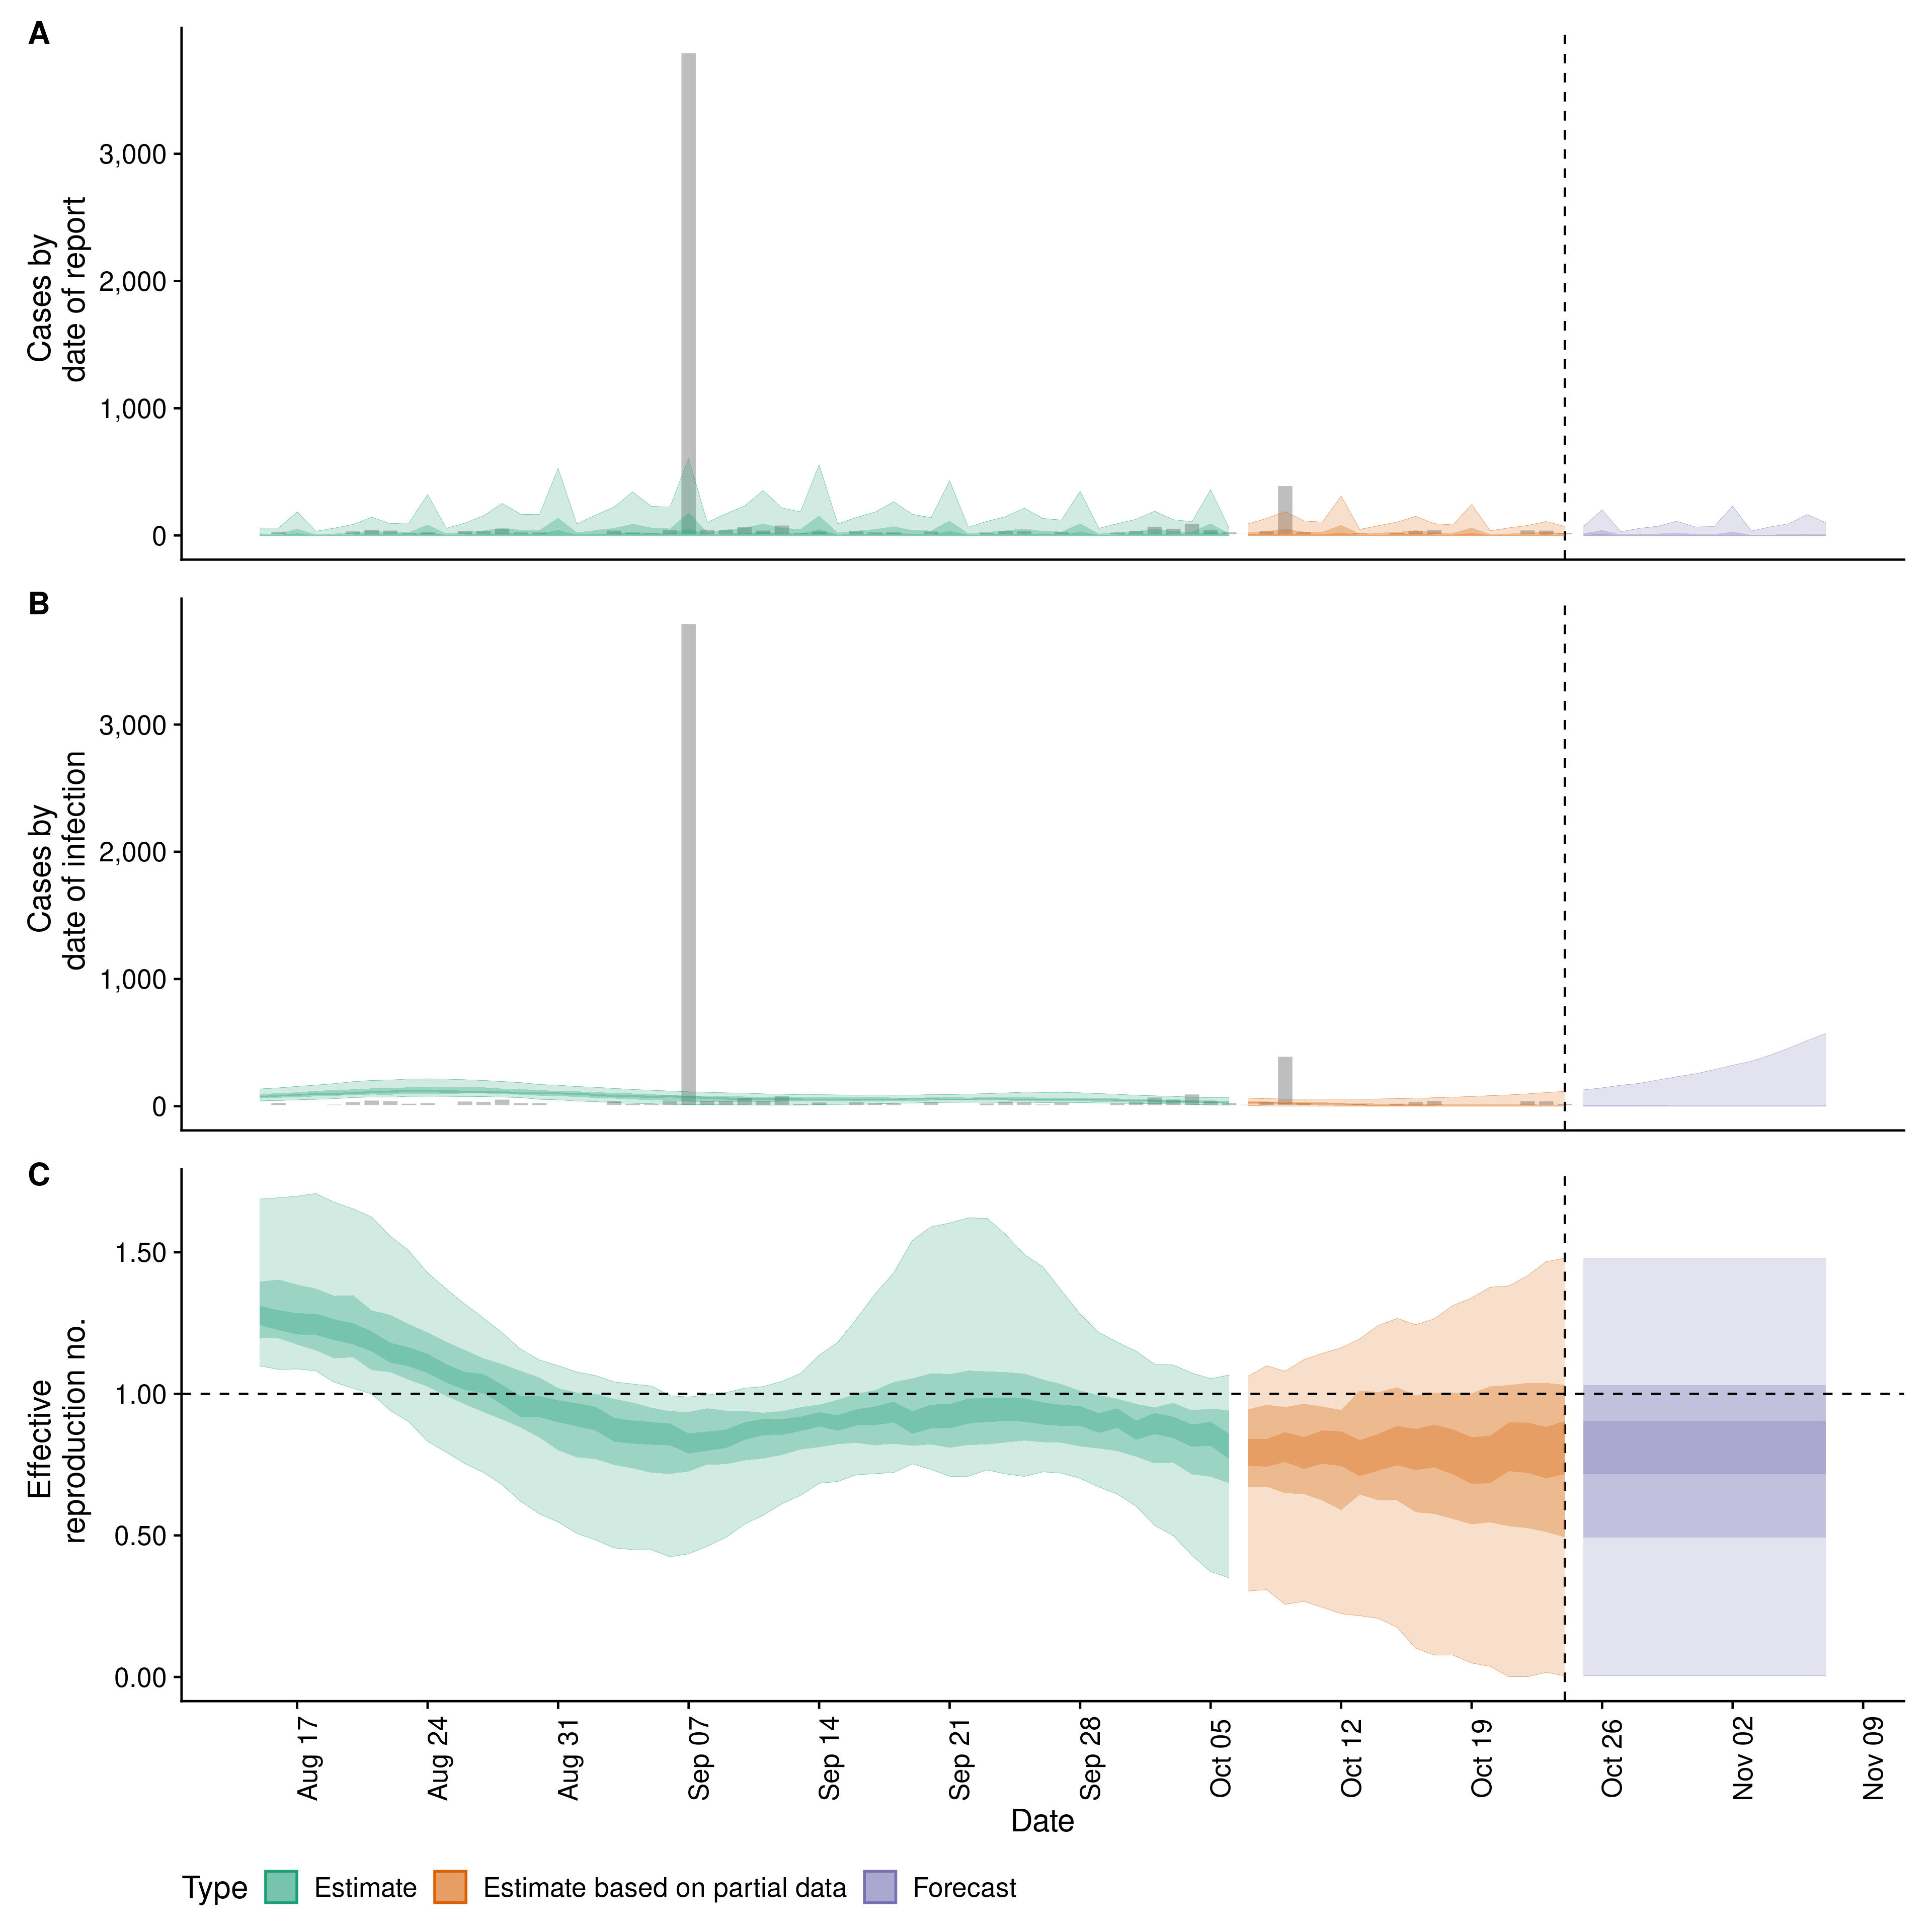 A
Cases by
date of report
3,000
2,000
1,000
0
B
Cases by
date of infection
3,000
2,000
1,000
0
C
Effective
reproduction no.
1.50
1.00
0.50
0.00
Aug 17
Aug 24
Aug 31
Sep 07
Sep 14
Sep 21
Sep 28
Oct 05
Oct 12
Oct 19
Oct 26
Nov 02
Nov 09
Date
Type Estimate Estimate based on partial data Forecast